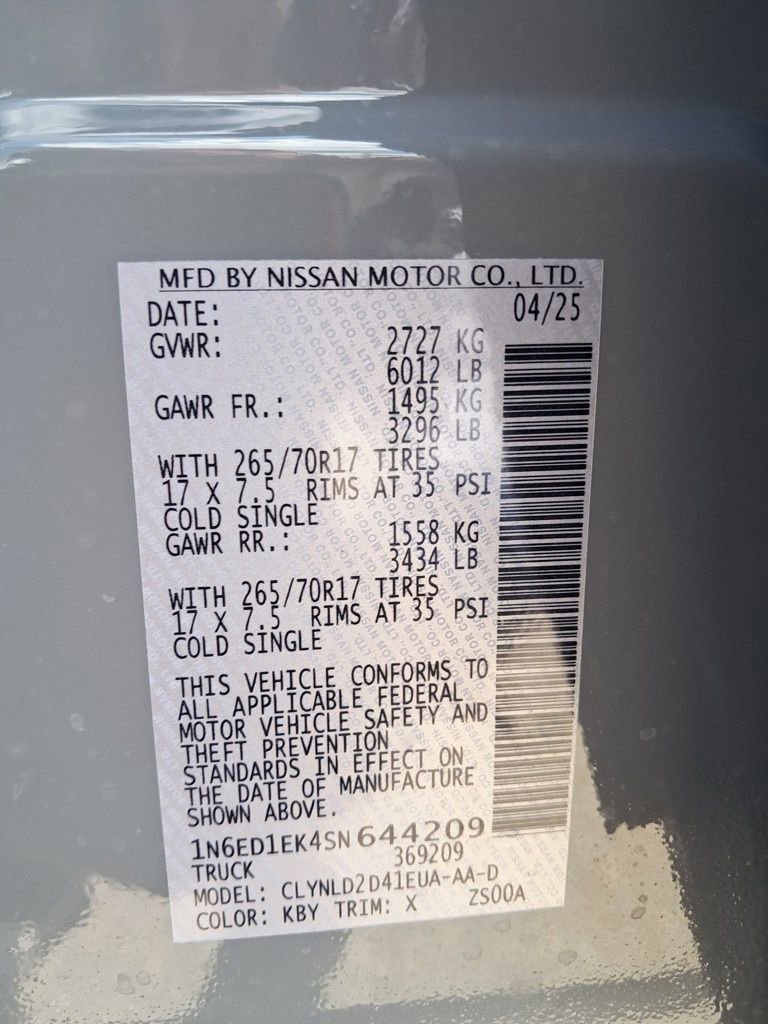 MFD BY NISSAN MOTOR CO., LTD.
DATE: 04/25
GVWR: 2727 KG
6012 LB
GAWR FR.: 1495 KG
3296 LB
WITH 265/70R17 TIRES
17 X 7.5 RIMS AT 35 PSI
COLD SINGLE
GAWR RR.: 1558 KG
3434 LB
WITH 265/70R17 TIRES
17 X 7.5 RIMS AT 35 PSI
COLD SINGLE
THIS VEHICLE CONFORMS TO
ALL APPLICABLE FEDERAL
MOTOR VEHICLE SAFETY AND
THEFT PREVENTION
STANDARDS IN EFFECT ON
THE DATE OF MANUFACTURE
SHOWN ABOVE.
1N6ED1EK4SN644209
TRUCK 369209
MODEL: CLYNLD2D41EUA-AA-D
COLOR: KBY TRIM: X ZS00A